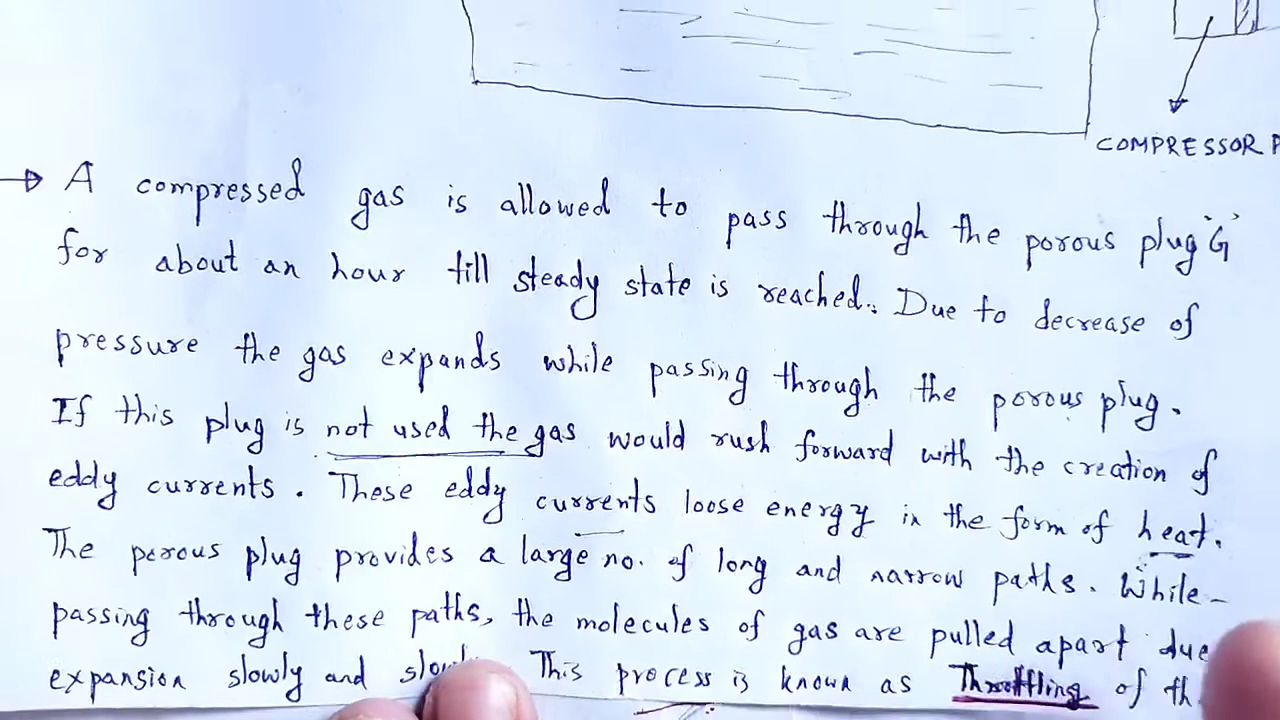 COMPRESSOR P
→ A compressed gas is allowed to pass through the porous plug "G"
for about an hour till steady state is reached. Due to decrease of
pressure the gas expands while passing through the porous plug.
If this plug is not used the gas would rush forward with the creation of
eddy currents. These eddy currents loose energy in the form of heat.
The porous plug provides a large no. of long and narrow paths. While
passing through these paths, the molecules of gas are pulled apart due
expansion slowly and This process is known as Throttling of th